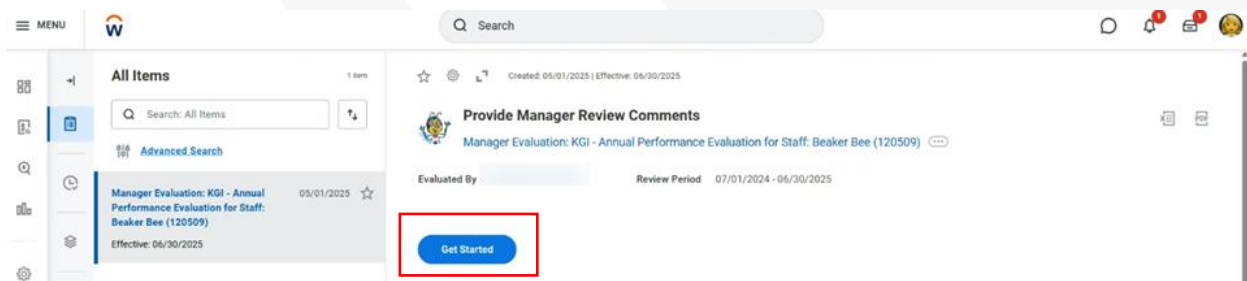 MENU
W
Search
1
1
All Items
1 item
Search: All Items
Advanced Search
Manager Evaluation: KGI - Annual
Performance Evaluation for Staff:
Beaker Bee (120509)
05/01/2025
Effective: 06/30/2025
Created: 05/01/2025 | Effective: 06/30/2025
Provide Manager Review Comments
Manager Evaluation: KGI - Annual Performance Evaluation for Staff: Beaker Bee (120509)
Evaluated By
Review Period 07/01/2024 - 06/30/2025
Get Started